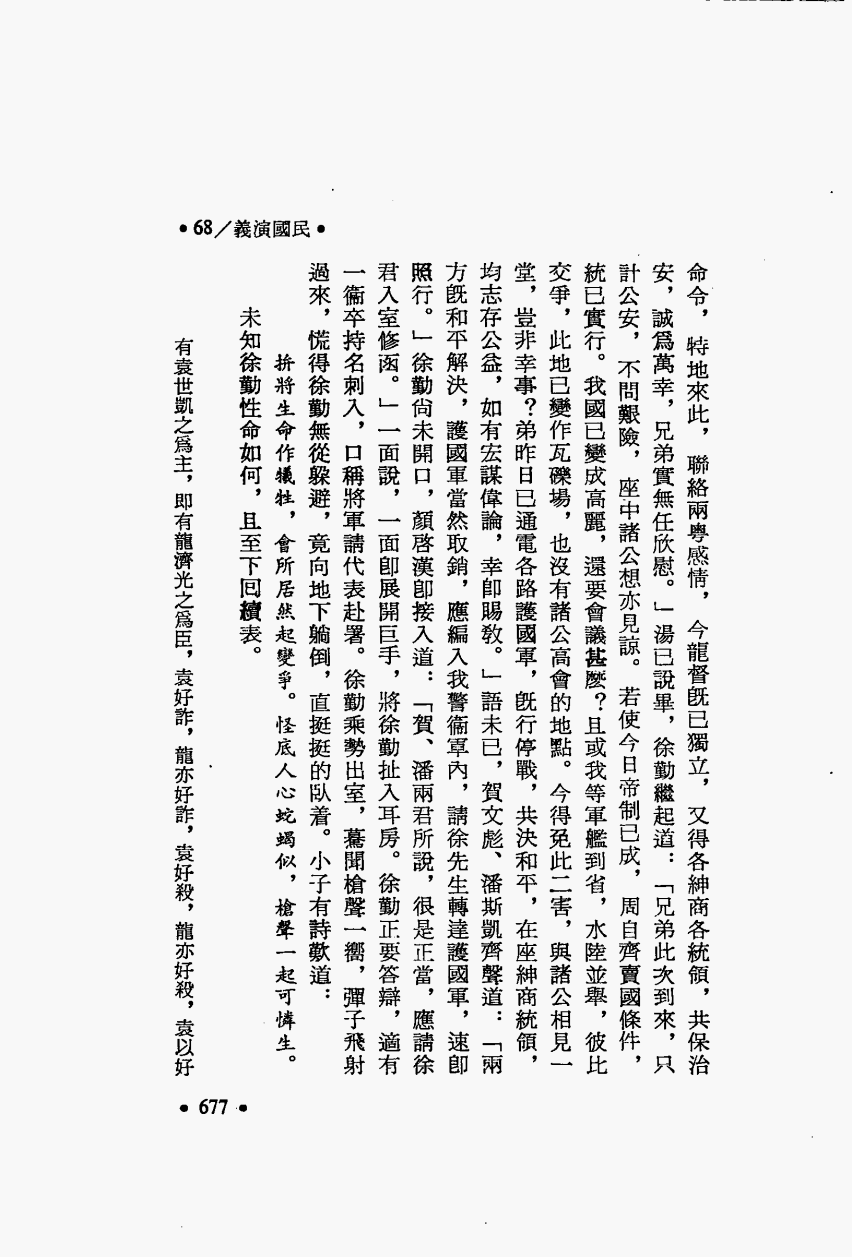 •68／義演國民•
命令，特地來此，聯絡兩粵感情，今龍督旣已獨立，又得各紳商各統領，共保治
安，誠爲萬幸，兄弟實無任欣慰。」湯已說畢，徐勤繼起道：「兄弟此次到來，只
計公安，不問艱險，座中諸公想亦見諒。若使今日帝制已成，周自齊賣國條件，
統已實行。我國已變成高麗，還要會議甚麼？且或我等軍艦到省，水陸並舉，彼比
交爭，此地已變作瓦礫場，也沒有諸公高會的地點。今得免此二害，與諸公相見一
堂，豈非幸事？弟昨日已通電各路護國軍，旣行停戰，共決和平，在座紳商統領，
均志存公益，如有宏謀偉論，幸卽賜敎。」語未已，賀文彪、潘斯凱齊聲道：「兩
方旣和平解決，護國軍當然取銷，應編入我警衞軍內，請徐先生轉達護國軍，速卽
照行。」徐勤尙未開口，顏啓漢卽接入道：「賀、潘兩君所說，很是正當，應請徐
君入室修函。」一面說，一面卽展開巨手，將徐勤扯入耳房。徐勤正要答辯，適有
一衞卒持名刺入，口稱將軍請代表赴署。徐勤乘勢出室，驀聞槍聲一嚮，彈子飛射
過來，慌得徐勤無從躱避，竟向地下躺倒，直挺挺的臥着。小子有詩歎道：
拚將生命作犧牲，會所居然起變爭。怪底人心蛇蝎似，槍聲一起可憐生。
未知徐勤性命如何，且至下回續表。
有袁世凱之爲主，即有龍濟光之爲臣，袁好詐，龍亦好詐，袁好殺，龍亦好殺，袁以好
•677•